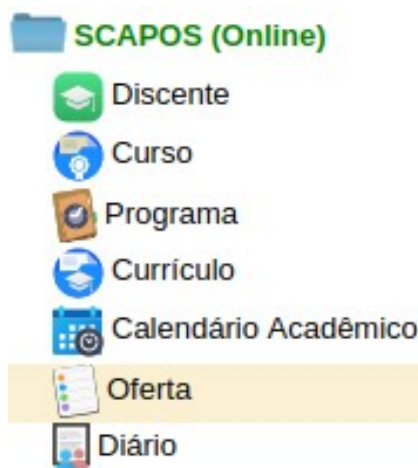 SCAPOS (Online)
Discente
Curso
Programa
Currículo
Calendário Acadêmico
Oferta
Diário